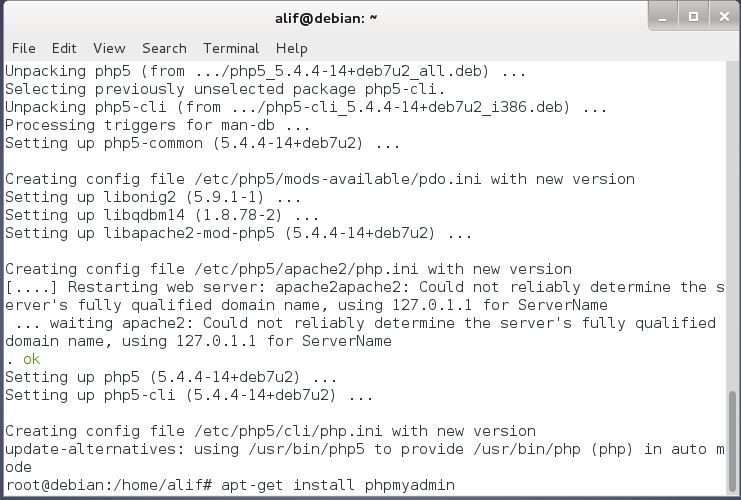 alif@debian: ~
File Edit View Search Terminal Help
Unpacking php5 (from .../php5_5.4.4-14+deb7u2_all.deb) ...
Selecting previously unselected package php5-cli.
Unpacking php5-cli (from .../php5-cli_5.4.4-14+deb7u2_i386.deb) ...
Processing triggers for man-db ...
Setting up php5-common (5.4.4-14+deb7u2) ...
Creating config file /etc/php5/mods-available/pdo.ini with new version
Setting up libonig2 (5.9.1-1) ...
Setting up libqdbm14 (1.8.78-2) ...
Setting up libapache2-mod-php5 (5.4.4-14+deb7u2) ...
Creating config file /etc/php5/apache2/php.ini with new version
[....] Restarting web server: apache2apache2: Could not reliably determine the s
erver's fully qualified domain name, using 127.0.1.1 for ServerName
... waiting apache2: Could not reliably determine the server's fully qualified
domain name, using 127.0.1.1 for ServerName
. ok
Setting up php5 (5.4.4-14+deb7u2) ...
Setting up php5-cli (5.4.4-14+deb7u2) ...
Creating config file /etc/php5/cli/php.ini with new version
update-alternatives: using /usr/bin/php5 to provide /usr/bin/php (php) in auto m
ode
root@debian:/home/alif# apt-get install phpmyadmin